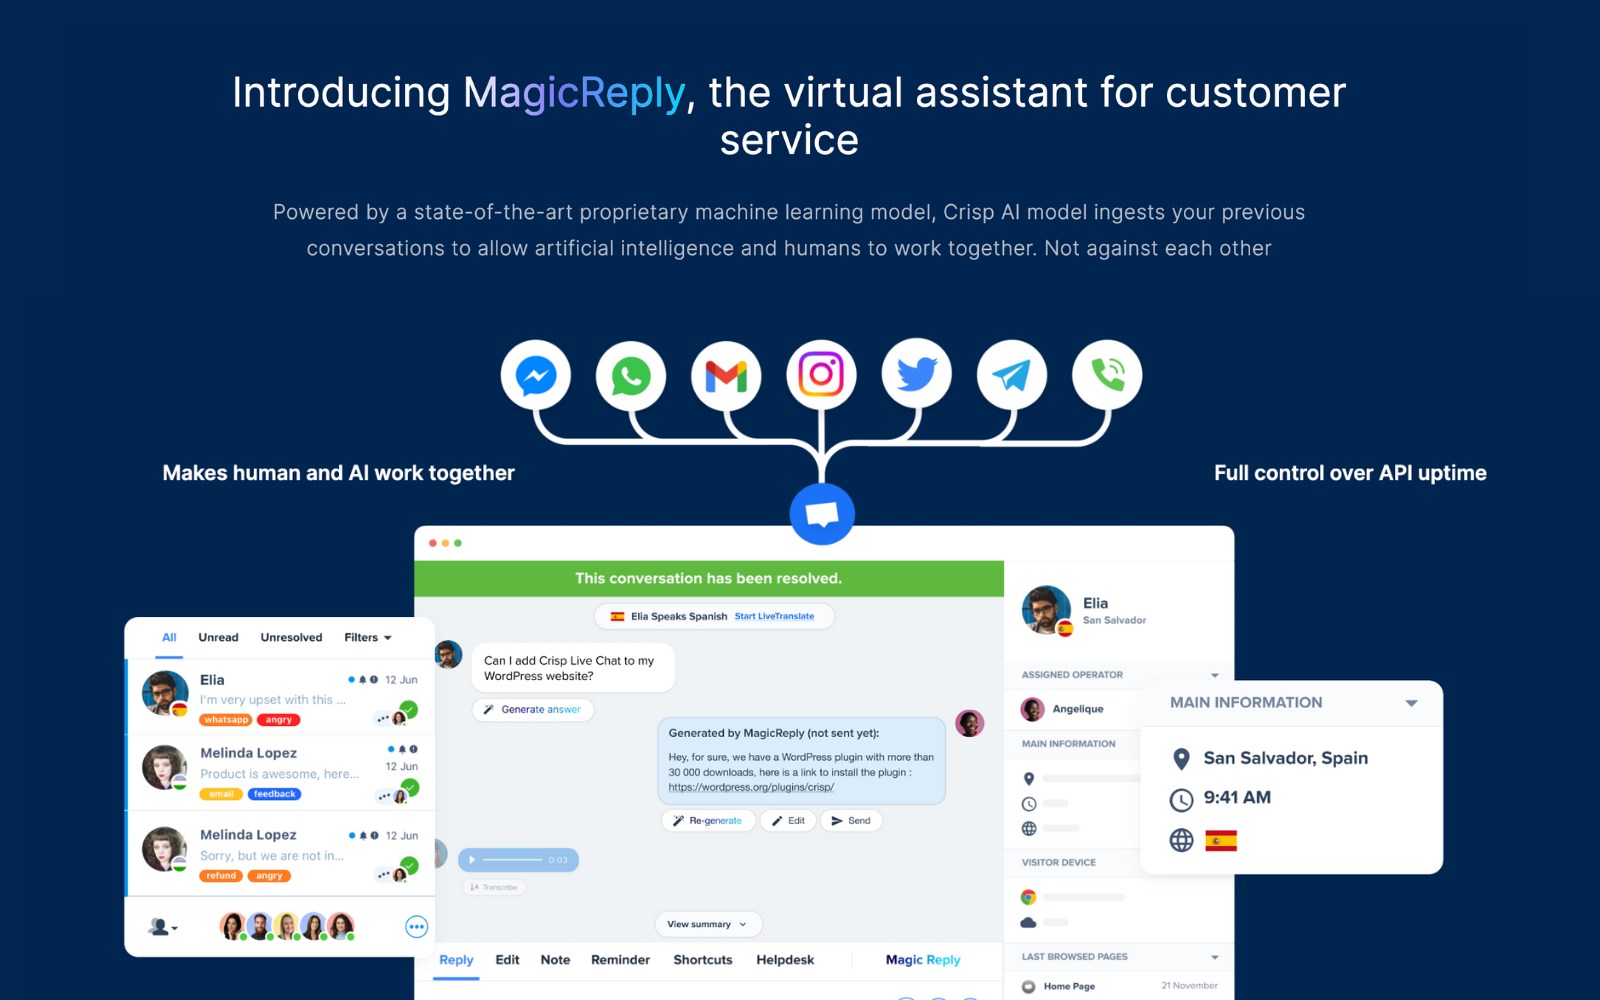 Introducing MagicReply, the virtual assistant for customer
service
Powered by a state-of-the-art proprietary machine learning model, Crisp AI model ingests your previous
conversations to allow artificial intelligence and humans to work together. Not against each other
Makes human and AI work together
Full control over API uptime
This conversation has been resolved.
Elia Speaks Spanish Start LiveTranslate
Can I add Crisp Live Chat to my
WordPress website?
Generate answer
Generated by MagicReply (not sent yet):
Hey, for sure, we have a WordPress plugin with more than
30 000 downloads, here is a link to install the plugin :
https://wordpress.org/plugins/crisp/
Re-generate Edit Send
0:03
Transcribe
View summary
Reply Edit Note Reminder Shortcuts Helpdesk Magic Reply
All Unread Unresolved Filters
Elia 12 Jun
I'm very upset with this ...
whatsapp angry
Melinda Lopez
12 Jun
Product is awesome, here...
email feedback
Melinda Lopez 12 Jun
Sorry, but we are not in...
refund angry
Elia
San Salvador
ASSIGNED OPERATOR
Angelique
MAIN INFORMATION
VISITOR DEVICE
LAST BROWSED PAGES
Home Page 21 November
MAIN INFORMATION
San Salvador, Spain
9:41 AM